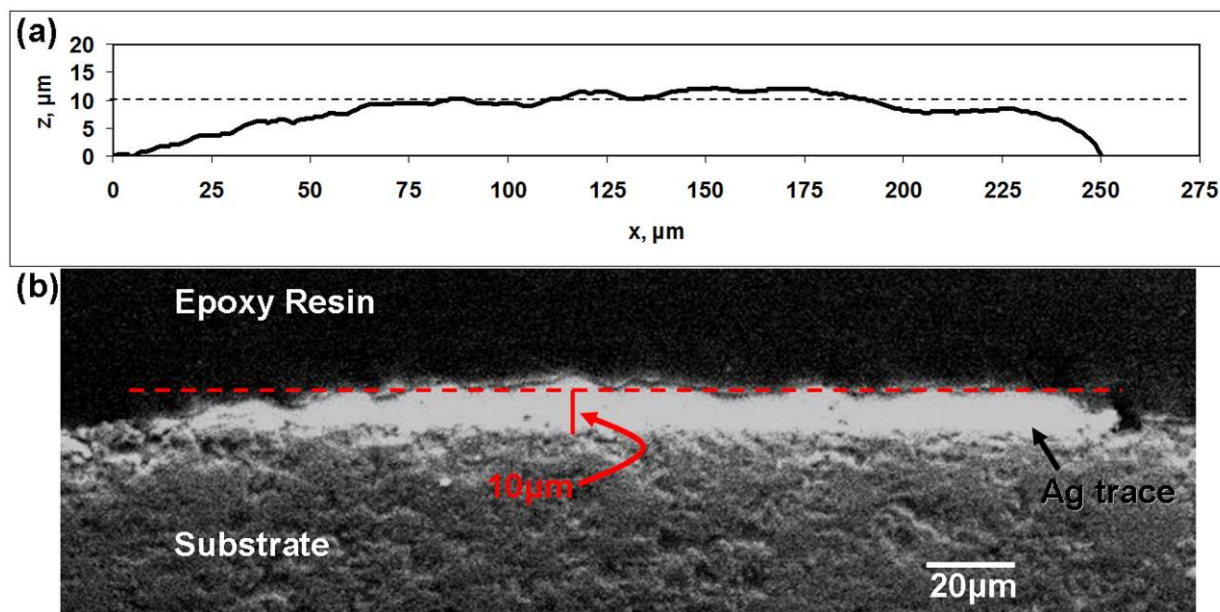 (a)
20
15
10
5
0
z, µm
0 25 50 75 100 125 150 175 200 225 250 275
x, µm
(b)
Epoxy Resin
10µm
Ag trace
Substrate
20µm